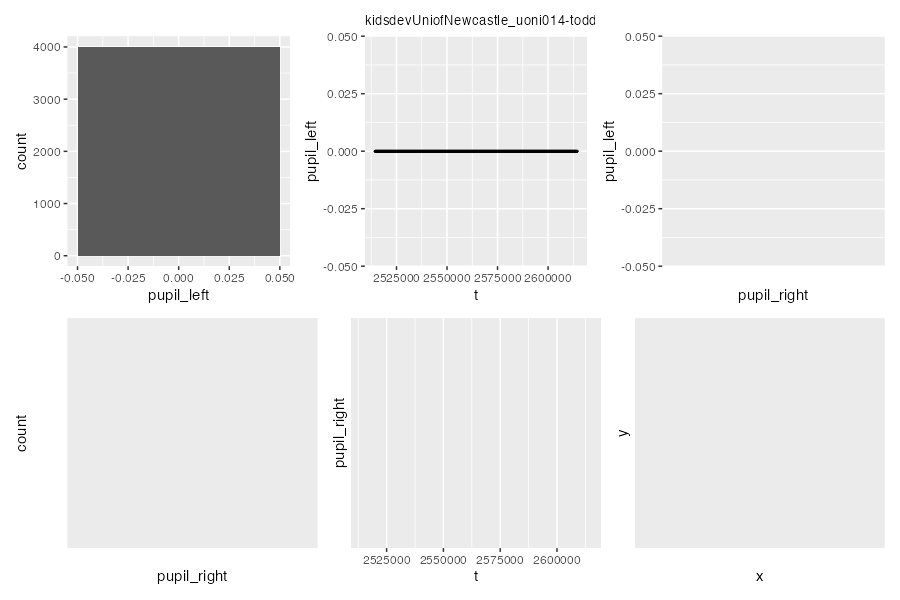 kidsdevUniofNewcastle_uoni014-todd
4000
3000
2000
1000
0
count
-0.050 -0.025 0.000 0.025 0.050
pupil_left
0.050
0.025
0.000
-0.025
-0.050
pupil_left
2525000 2550000 2575000 2600000
t
0.050
0.025
0.000
-0.025
-0.050
pupil_left
pupil_right
count
pupil_right
pupil_right
2525000 2550000 2575000 2600000
t
y
x